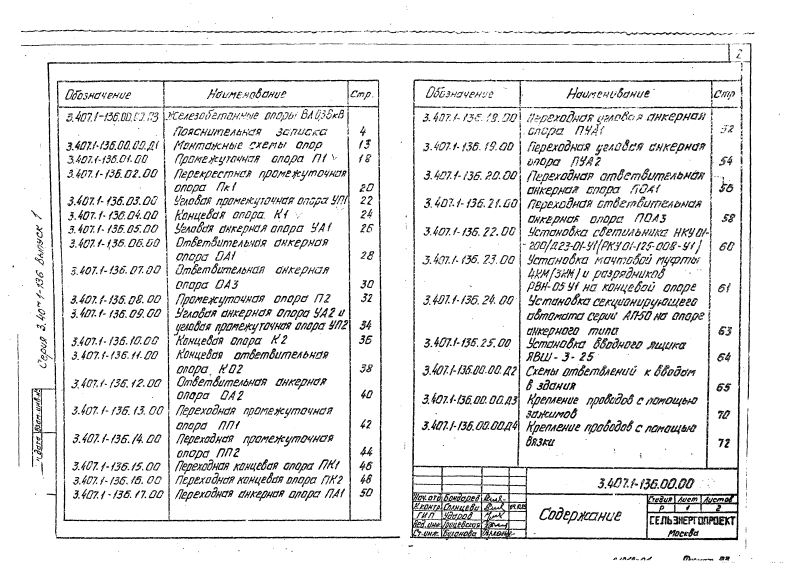 2
Обозначение Наименование Стр.
3.407.1-136.00.00.ПЗ Железобетонные опоры ВЛ 0,38кВ
Пояснительная записка 4
3.407.1-136.00.00.Д1 Монтажные схемы опор 13
3.407.1-136.01.00 Промежуточная опора П1 18
3.407.1-136.02.00 Перекрестная промежуточная
опора Пк1 20
3.407.1-136.03.00 Угловая промежуточная опора УП1 22
3.407.1-136.04.00 Концевая опора К1 24
3.407.1-136.05.00 Угловая анкерная опора УА1 26
3.407.1-136.06.00 Ответвительная анкерная
опора ОА1 28
3.407.1-136.07.00 Ответвительная анкерная
опора ОА3 30
3.407.1-136.08.00 Промежуточная опора П2 32
3.407.1-136.09.00 Угловая анкерная опора УА2 и
угловая промежуточная опора УП2 34
3.407.1-136.10.00 Концевая опора К2 36
3.407.1-136.11.00 Концевая ответвительная
опора КО2 38
3.407.1-136.12.00 Ответвительная анкерная
опора ОА2 40
3.407.1-136.13.00 Переходная промежуточная
опора ПП1 42
3.407.1-136.14.00 Переходная промежуточная
опора ПП2 44
3.407.1-136.15.00 Переходная концевая опора ПК1 46
3.407.1-136.16.00 Переходная концевая опора ПК2 48
3.407.1-136.17.00 Переходная анкерная опора ПА1 50
Обозначение Наименование Стр
3.407.1-136.18.00 Переходная угловая анкерная
опора ПУА1 52
3.407.1-136.19.00 Переходная угловая анкерная
опора ПУА2 54
3.407.1-136.20.00 Переходная ответвительная
анкерная опора ПОА1 56
3.407.1-136.21.00 Переходная ответвительная
анкерная опора ПОА3 58
3.407.1-136.22.00 Установка светильника НКУ01-
200/Д23-01-У1(РКУ01-125-008-У1) 60
3.407.1-136.23.00 Установка мачтовой муфты
4КМ(3КМ) и разрядников
РВН-05У1 на концевой опоре 61
3.407.1-136.24.00 Установка секционирующего
автомата серии АП50 на опоре
анкерного типа 63
3.407.1-136.25.00 Установка вводного ящика
ЯВШ-3-25 64
3.407.1-136.00.00.Д2 Схемы ответвлений к вводам
в здания 65
3.407.1-136.00.00.Д3 Крепление проводов с помощью
зажимов 70
3.407.1-136.00.00.Д4 Крепление проводов с помощью
вязки 72
Серия 3.407.1-136 Выпуск 1
3.407.1-136.00.00
Нач.отд Бондарев
Н.контр Солнцева
ГИП Ударов
Вед.инж
Ст.инж. Буганова
Содержание
Стадия Лист Листов
Р 1 2
СЕЛЬЭНЕРГОПРОЕКТ
Москва